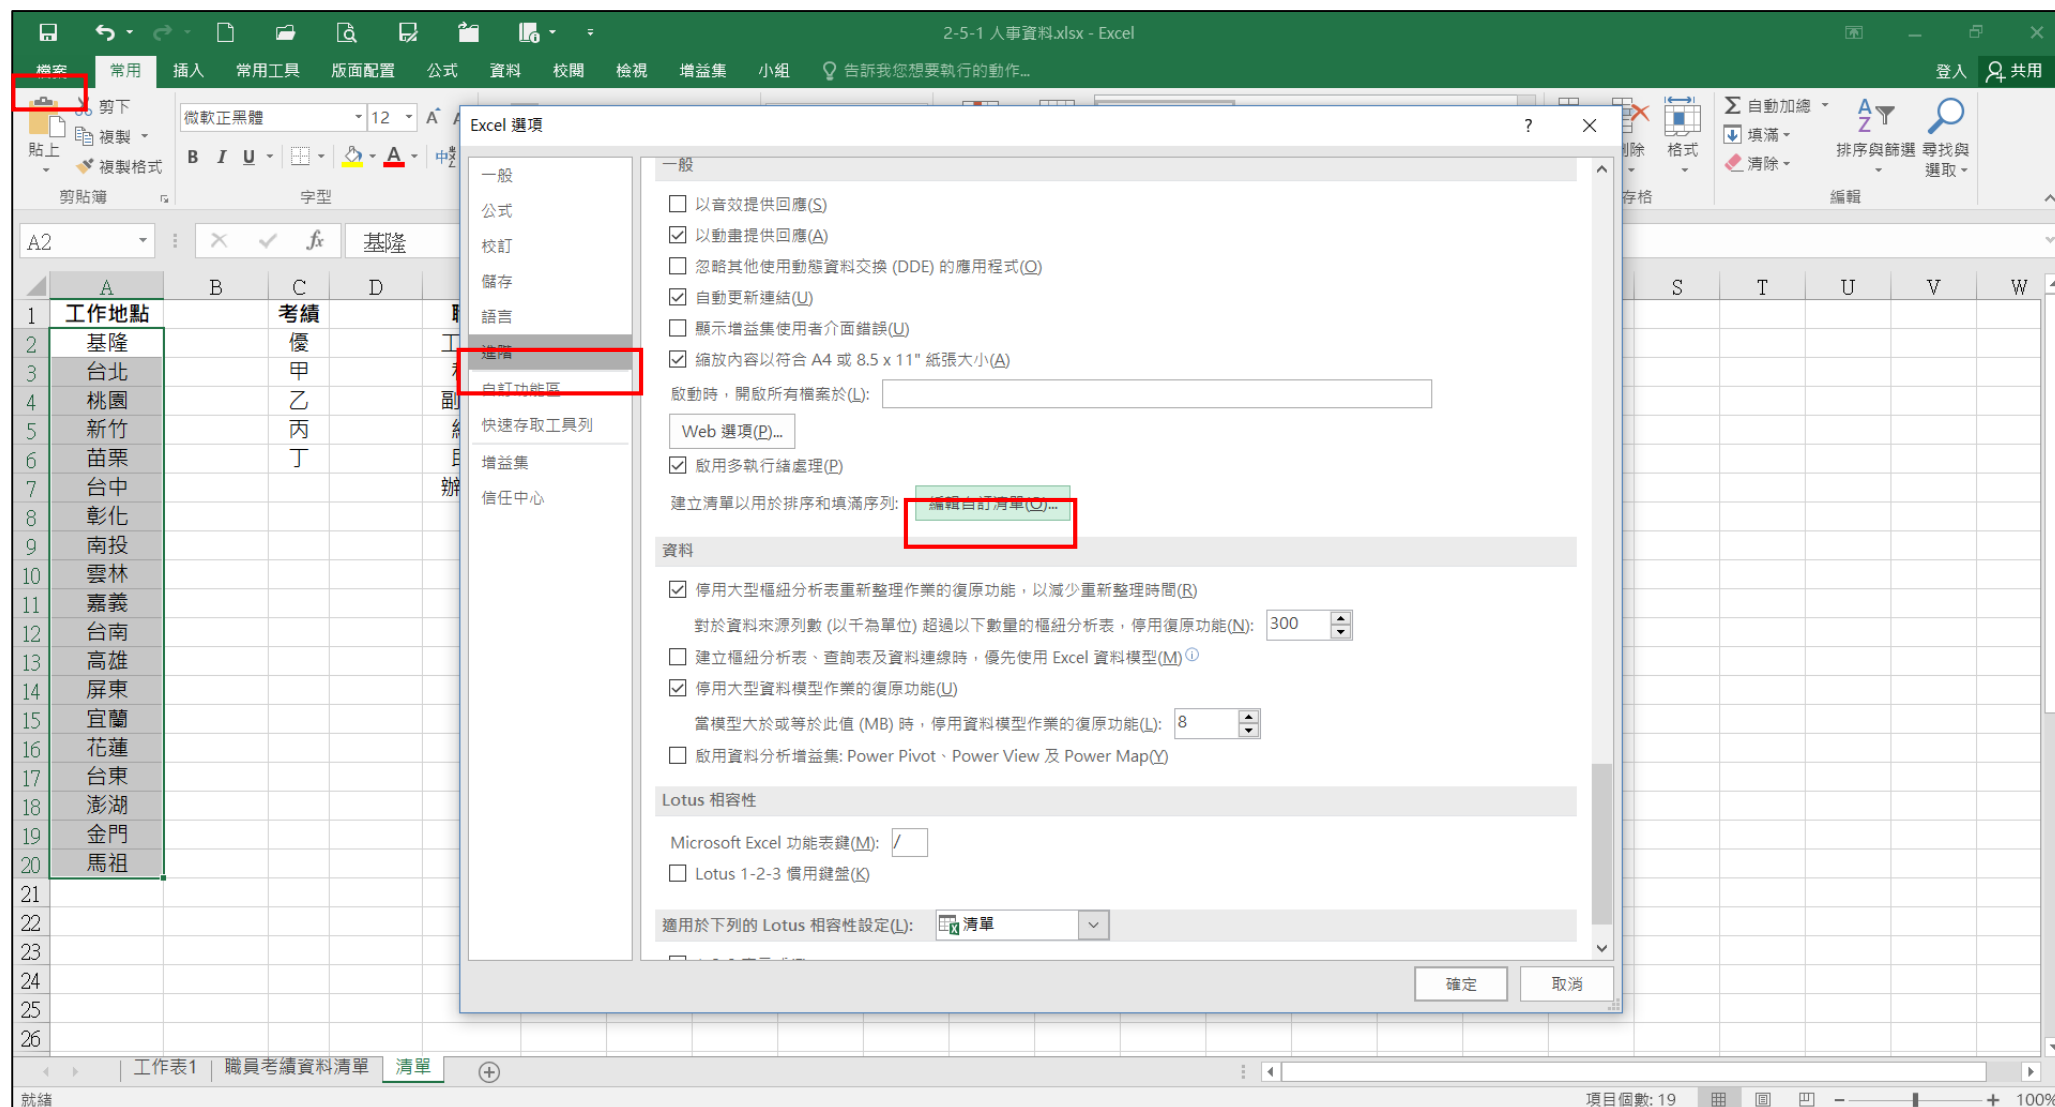 2-5-1 人事資料.xlsx - Excel
檔案 常用 插入 常用工具 版面配置 公式 資料 校閱 檢視 增益集 小組 告訴我您想要執行的動作... 登入 共用
剪下
複製
貼上
複製格式
剪貼簿
微軟正黑體 12
B I U
字型
格式
自動加總
填滿
清除
排序與篩選
尋找與
選取
編輯
A2 fx 基隆
A B C D S T U V W
1 工作地點 考績
2 基隆 優
3 台北 甲
4 桃園 乙 副
5 新竹 丙
6 苗栗 丁
7 台中 辦
8 彰化
9 南投
10 雲林
11 嘉義
12 台南
13 高雄
14 屏東
15 宜蘭
16 花蓮
17 台東
18 澎湖
19 金門
20 馬祖
21
22
23
24
25
26
Excel 選項 ?
一般
公式
校訂
儲存
語言
進階
自訂功能區
快速存取工具列
增益集
信任中心
一般
以音效提供回應(S)
以動畫提供回應(A)
忽略其他使用動態資料交換 (DDE) 的應用程式(O)
自動更新連結(U)
顯示增益集使用者介面錯誤(U)
縮放內容以符合 A4 或 8.5 x 11" 紙張大小(A)
啟動時，開啟所有檔案於(L):
Web 選項(P)...
啟用多執行緒處理(P)
建立清單以用於排序和填滿序列: 編輯自訂清單(O)...
資料
停用大型樞紐分析表重新整理作業的復原功能，以減少重新整理時間(R)
對於資料來源列數 (以千為單位) 超過以下數量的樞紐分析表，停用復原功能(N): 300
建立樞紐分析表、查詢表及資料連線時，優先使用 Excel 資料模型(M)
停用大型資料模型作業的復原功能(U)
當模型大於或等於此值 (MB) 時，停用資料模型作業的復原功能(L): 8
啟用資料分析增益集: Power Pivot、Power View 及 Power Map(Y)
Lotus 相容性
Microsoft Excel 功能表鍵(M): /
Lotus 1-2-3 慣用鍵盤(K)
適用於下列的 Lotus 相容性設定(L): 清單
確定 取消
工作表1 職員考績資料清單 清單
就緒 項目個數: 19 100%